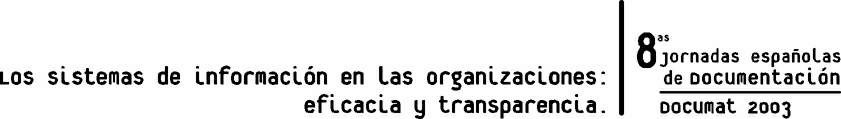 Los sistemas de información en las organizaciones:
eficacia y transparencia.
8as jornadas españolas
de Documentación
Documat 2003